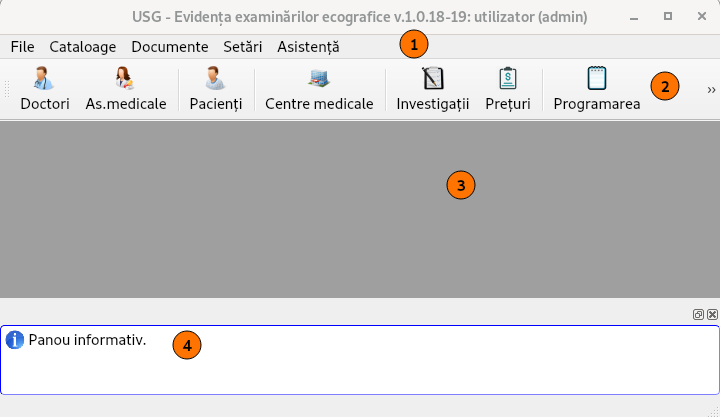 USG - Evidența examinărilor ecografice v.1.0.18-19: utilizator (admin)
File Cataloage Documente Setări Asistență
1
Doctori As.medicale Pacienți Centre medicale Investigații Prețuri Programarea
2
3
Panou informativ.
4